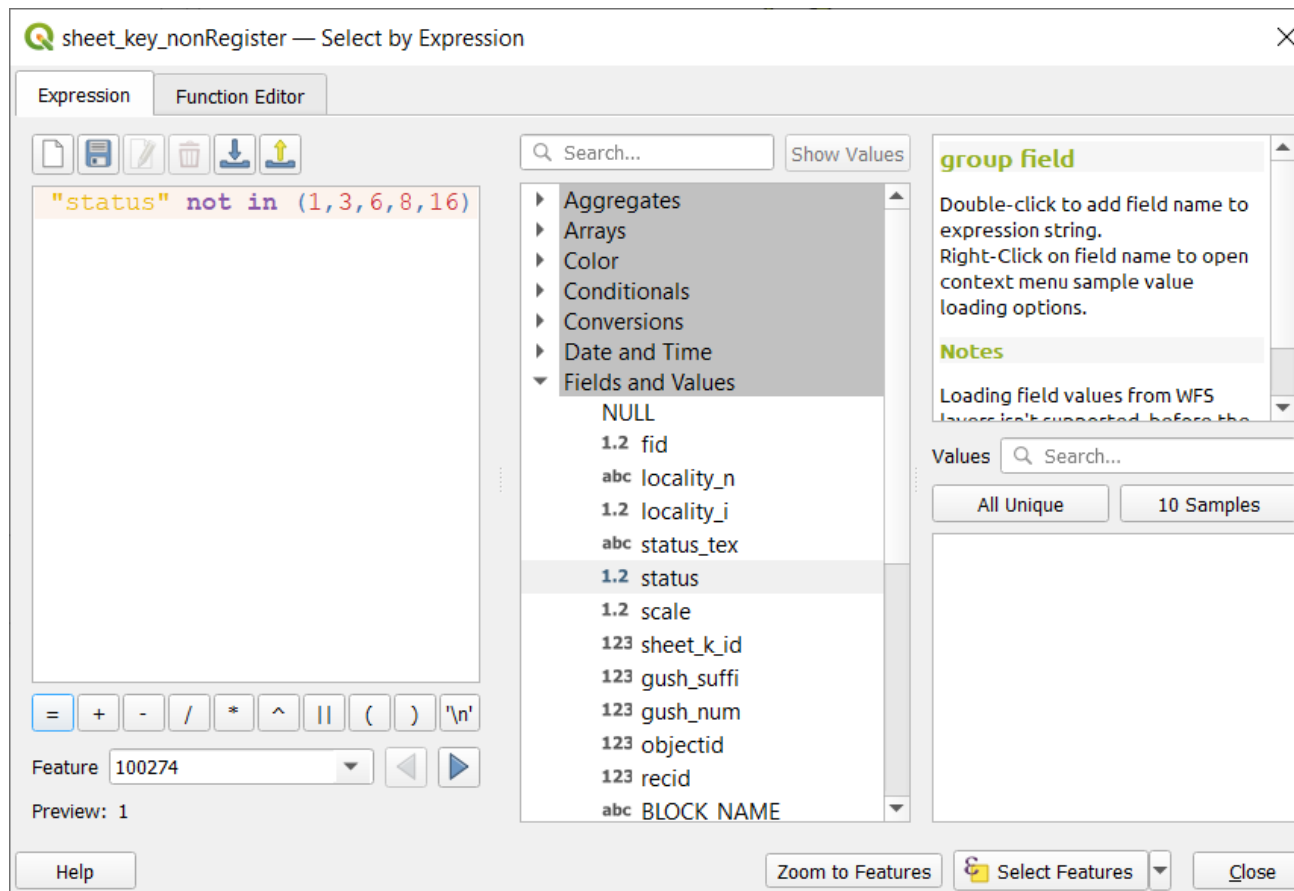 sheet_key_nonRegister — Select by Expression
Expression
Function Editor
"status" not in (1,3,6,8,16)
= + - / * ^ || ( ) '\n'
Feature 100274
Preview: 1
Search...
Show Values
Aggregates
Arrays
Color
Conditionals
Conversions
Date and Time
Fields and Values
NULL
1.2 fid
abc locality_n
1.2 locality_i
abc status_tex
1.2 status
1.2 scale
123 sheet_k_id
123 gush_suffi
123 gush_num
123 objectid
123 recid
abc BLOCK_NAME
group field
Double-click to add field name to
expression string.
Right-Click on field name to open
context menu sample value
loading options.
Notes
Loading field values from WFS
layers isn't supported, before the
Values Search...
All Unique
10 Samples
Help
Zoom to Features
Select Features
Close